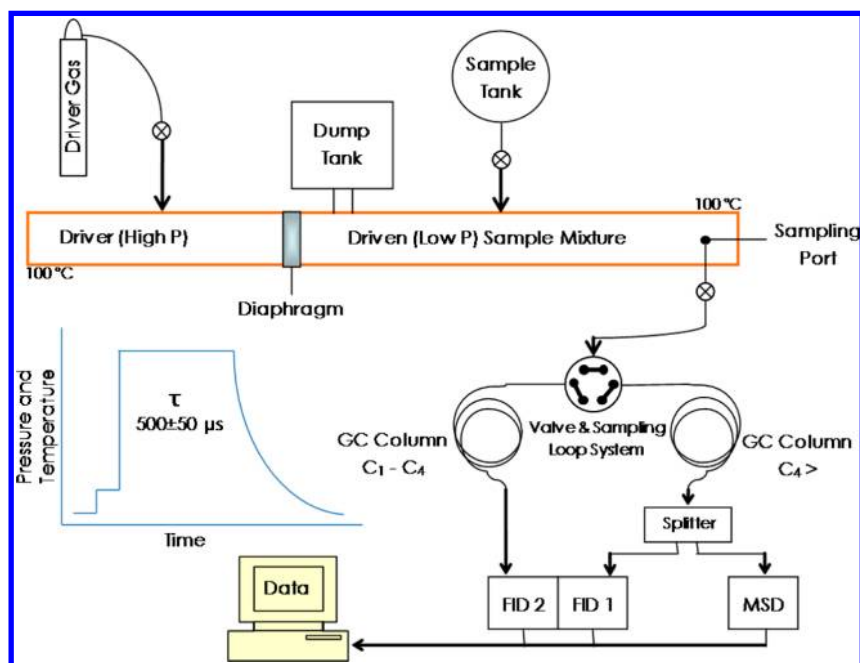 Driver Gas
Sample
Tank
Dump
Tank
100 °C
Driver (High P)
Driven (Low P) Sample Mixture
Sampling
Port
100 °C
Diaphragm
Pressure and
Temperature
τ
500±50 µs
Time
GC Column
C₁ - C₄
Valve & Sampling
Loop System
GC Column
C₄ >
Splitter
Data
FID 2
FID 1
MSD